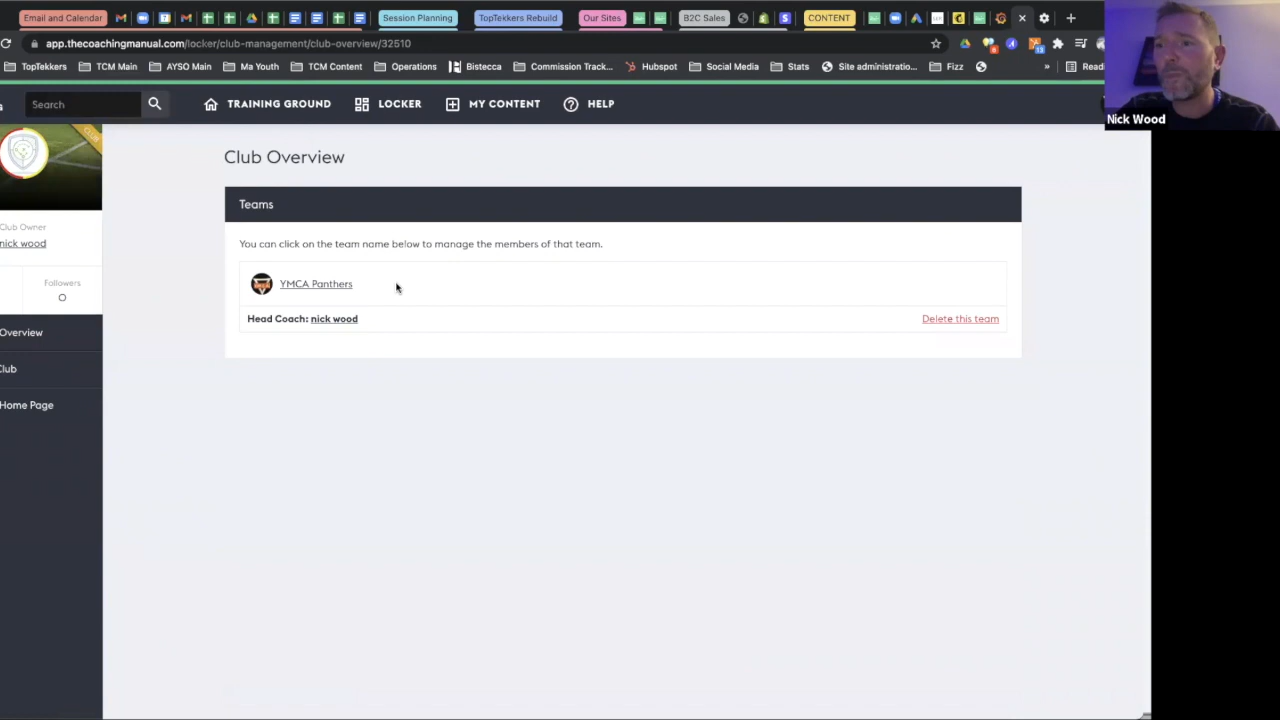 Email and Calendar
Session Planning
TopTekkers Rebuild
Our Sites
B2C Sales
CONTENT
app.thecoachingmanual.com/locker/club-management/club-overview/32510
TopTekkers
TCM Main
AYSO Main
Ma Youth
TCM Content
Operations
Bistecca
Commission Track...
Hubspot
Social Media
Stats
Site administratio...
Fizz
»
Readi
Nick Wood
Search
TRAINING GROUND
LOCKER
MY CONTENT
HELP
CLUB
Club Overview
Teams
Club Owner
nick wood
You can click on the team name below to manage the members of that team.
Followers
0
YMCA Panthers
Head Coach: nick wood
Delete this team
Overview
Club
Home Page